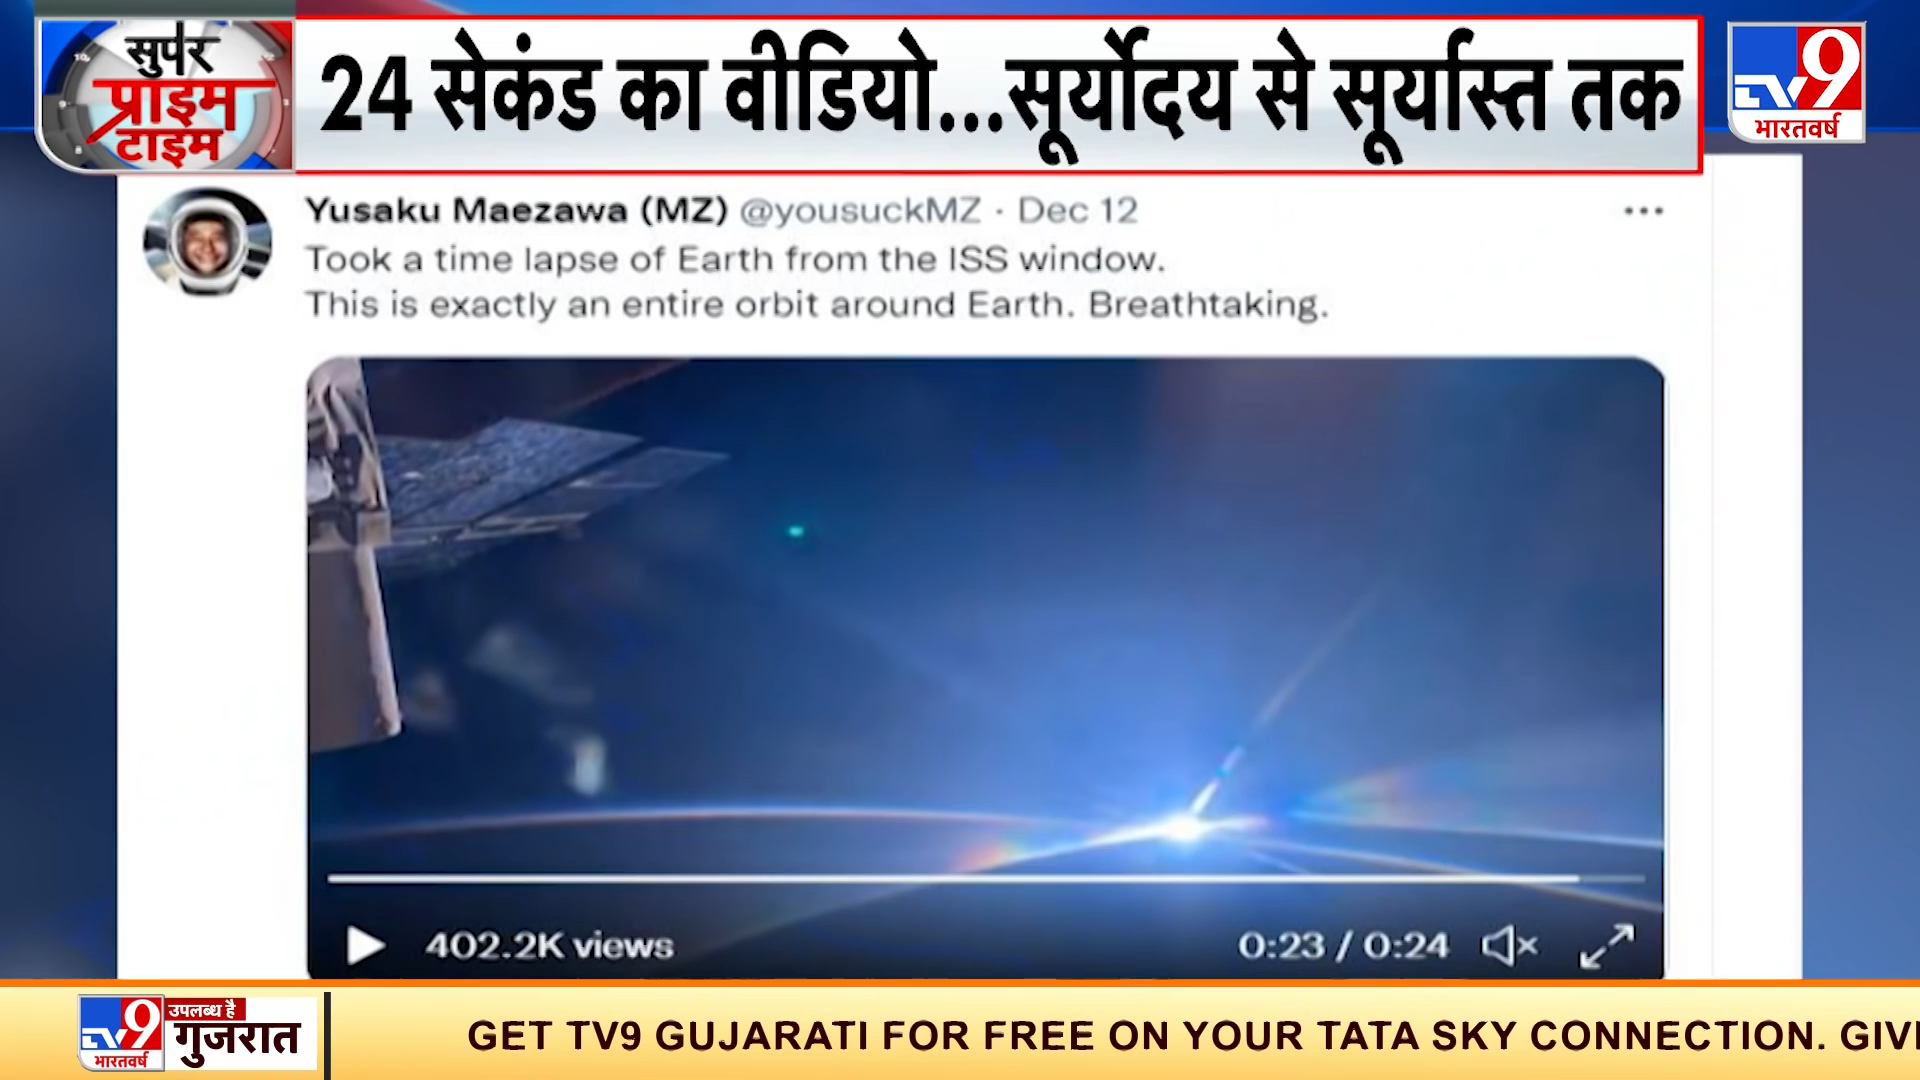 सुपर
प्राइम
टाइम
24 सेकंड का वीडियो...सूर्योदय से सूर्यास्त तक
TV9
भारतवर्ष
Yusaku Maezawa (MZ) @yousuckMZ · Dec 12
Took a time lapse of Earth from the ISS window.
This is exactly an entire orbit around Earth. Breathtaking.
402.2K views
0:23 / 0:24
TV9
भारतवर्ष
उपलब्ध है
गुजरात
GET TV9 GUJARATI FOR FREE ON YOUR TATA SKY CONNECTION. GIVE